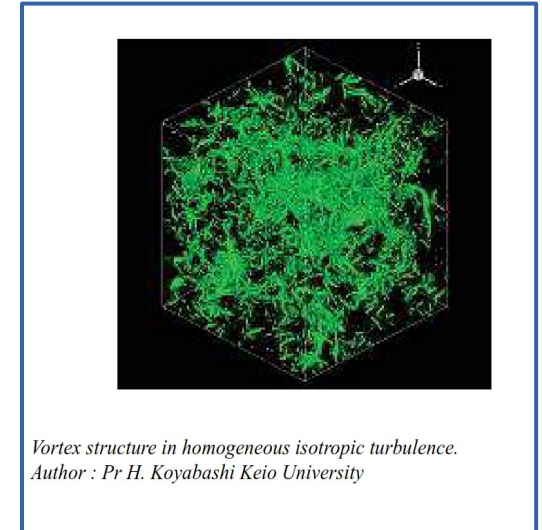 Vortex structure in homogeneous isotropic turbulence.
Author : Pr H. Koyabashi Keio University